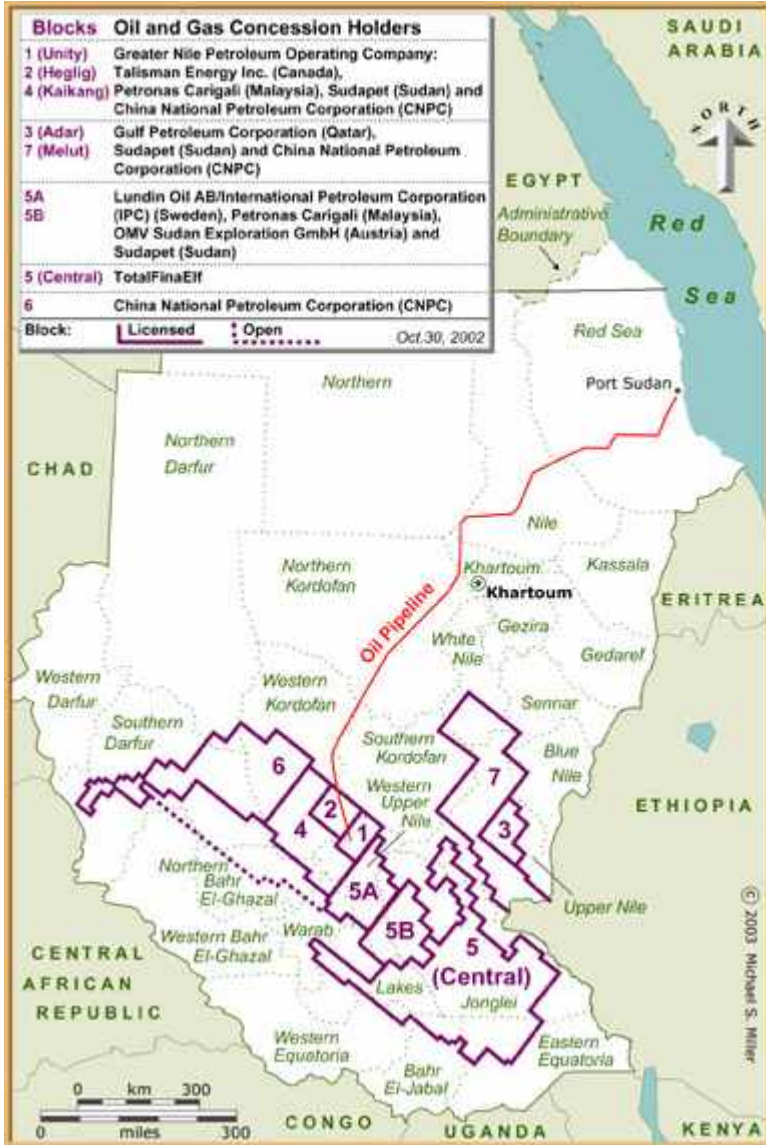 Blocks Oil and Gas Concession Holders
1 (Unity) Greater Nile Petroleum Operating Company:
2 (Heglig) Talisman Energy Inc. (Canada),
4 (Kaikang) Petronas Carigali (Malaysia), Sudapet (Sudan) and
China National Petroleum Corporation (CNPC)
3 (Adar) Gulf Petroleum Corporation (Qatar),
7 (Melut) Sudapet (Sudan) and China National Petroleum
Corporation (CNPC)
5A Lundin Oil AB/International Petroleum Corporation
5B (IPC) (Sweden), Petronas Carigali (Malaysia),
OMV Sudan Exploration GmbH (Austria) and
Sudapet (Sudan)
5 (Central) TotalFinaElf
6 China National Petroleum Corporation (CNPC)
Block: Licensed Open Oct.30, 2002
SAUDI
ARABIA
NORTH
EGYPT
Administrative
Boundary
Red
Sea
Red Sea
Port Sudan
Northern
Northern
Darfur
CHAD
Nile
Northern
Kordofan
Khartoum
Khartoum
Kassala
Oil Pipeline
ERITREA
Gezira
White
Nile
Gedaref
Western
Darfur
Western
Kordofan
Sennar
Southern
Darfur
Southern
Kordofan
Blue
Nile
6
7
Western
Upper
Nile
2
4
1
3
ETHIOPIA
Northern
Bahr
El-Ghazal
5A
Upper Nile
Warab
5B
5
(Central)
Western Bahr
El-Ghazal
CENTRAL
AFRICAN
REPUBLIC
Lakes
Jonglei
Western
Equatoria
Eastern
Equatoria
Bahr
El-Jabal
0 km 300
0 miles 300
CONGO
UGANDA
KENYA
© 2003 Michael S. Miller